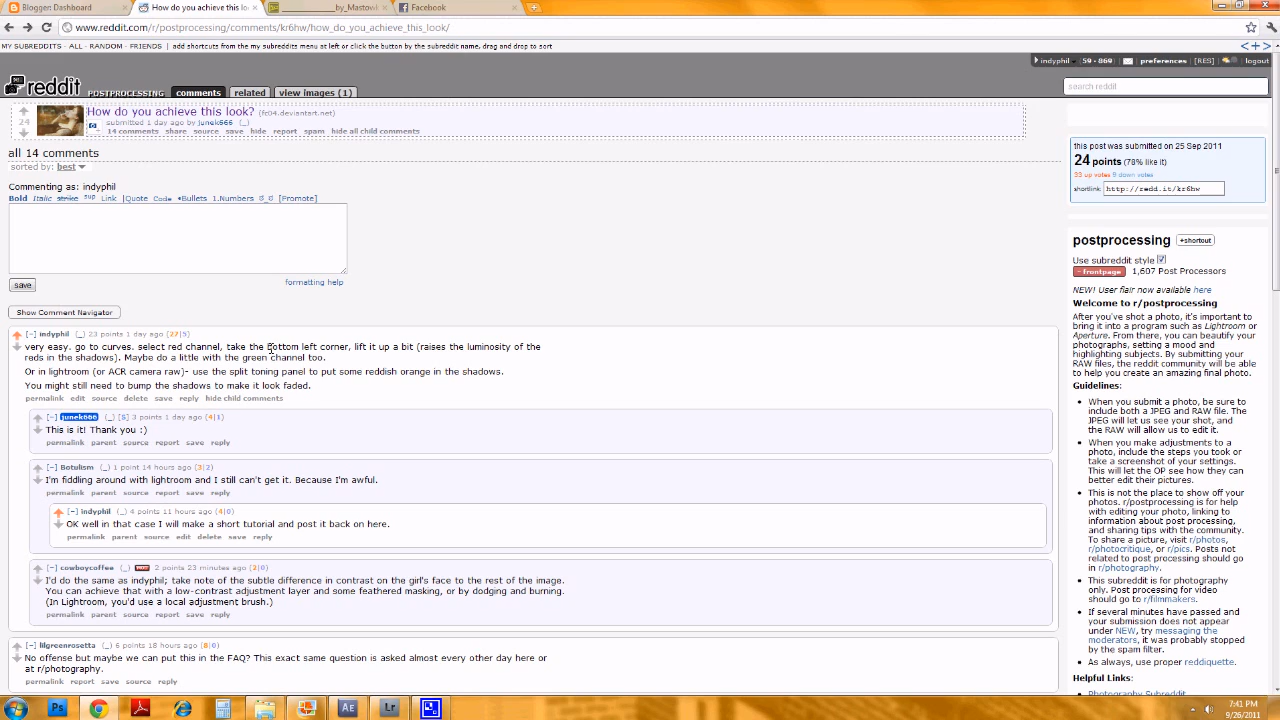 Blogger: Dashboard
How do you achieve this look?
by_Mastowk
Facebook
www.reddit.com/r/postprocessing/comments/kr6hw/how_do_you_achieve_this_look/
MY SUBREDDITS - ALL - RANDOM - FRIENDS | add shortcuts from the my subreddits menu at left or click the button by the subreddit name, drag and drop to sort
indyphil 59 · 869 preferences [RES] logout
reddit POSTPROCESSING comments related view images (1)
search reddit
How do you achieve this look? (fc04.deviantart.net)
submitted 1 day ago by junek666 (_)
24
14 comments share source save hide report spam hide all child comments
all 14 comments
sorted by: best
Commenting as: indyphil
Bold Italic strike sup Link |Quote Code •Bullets 1.Numbers ಠ_ಠ [Promote]
save
formatting help
Show Comment Navigator
[–] indyphil (_) 23 points 1 day ago (27|5)
very easy. go to curves. select red channel, take the bottom left corner, lift it up a bit (raises the luminosity of the
reds in the shadows). Maybe do a little with the green channel too.
Or in lightroom (or ACR camera raw)- use the split toning panel to put some reddish orange in the shadows.
You might still need to bump the shadows to make it look faded.
permalink edit source delete save reply hide child comments
[–] junek666 (_) [S] 3 points 1 day ago (4|1)
This is it! Thank you :)
permalink parent source report save reply
[–] Botulism (_) 1 point 14 hours ago (3|2)
I'm fiddling around with lightroom and I still can't get it. Because I'm awful.
permalink parent source report save reply
[–] indyphil (_) 4 points 11 hours ago (4|0)
OK well in that case I will make a short tutorial and post it back on here.
permalink parent source edit delete save reply
[–] cowboycoffee (_) 2 points 23 minutes ago (2|0)
I'd do the same as indyphil; take note of the subtle difference in contrast on the girl's face to the rest of the image.
You can achieve that with a low-contrast adjustment layer and some feathered masking, or by dodging and burning.
(In Lightroom, you'd use a local adjustment brush.)
permalink parent source report save reply
[–] lilgreenrosetta (_) 6 points 18 hours ago (8|0)
No offense but maybe we can put this in the FAQ? This exact same question is asked almost every other day here or
at r/photography.
permalink report source save reply
this post was submitted on 25 Sep 2011
24 points (78% like it)
33 up votes 9 down votes
shortlink: http://redd.it/kr6hw
postprocessing +shortcut
Use subreddit style
- frontpage 1,607 Post Processors
NEW! User flair now available here
Welcome to r/postprocessing
After you've shot a photo, it's important to
bring it into a program such as Lightroom or
Aperture. From there, you can beautify your
photographs, setting a mood and
highlighting subjects. By submitting your
RAW files, the reddit community will be able
to help you create an amazing final photo.
Guidelines:
• When you submit a photo, be sure to
include both a JPEG and RAW file. The
JPEG will let us see your shot, and
the RAW will allow us to edit it.
• When you make adjustments to a
photo, include the steps you took or
take a screenshot of your settings.
This will let the OP see how they can
better edit their pictures.
• This is not the place to show off your
photos. r/postprocessing is for help
with editing your photo, linking to
information about post processing,
and sharing tips with the community.
To share a picture, visit r/photos,
r/photocritique, or r/pics. Posts not
related to post processing should go
in r/photography.
• This subreddit is for photography
only. Post processing for video
should go to r/filmmakers.
• If several minutes have passed and
your submission does not appear
under NEW, try messaging the
moderators, it was probably stopped
by the spam filter.
• As always, use proper reddiquette.
Helpful Links:
• Photography Subreddit
Ps Ae Lr
7:41 PM
9/26/2011